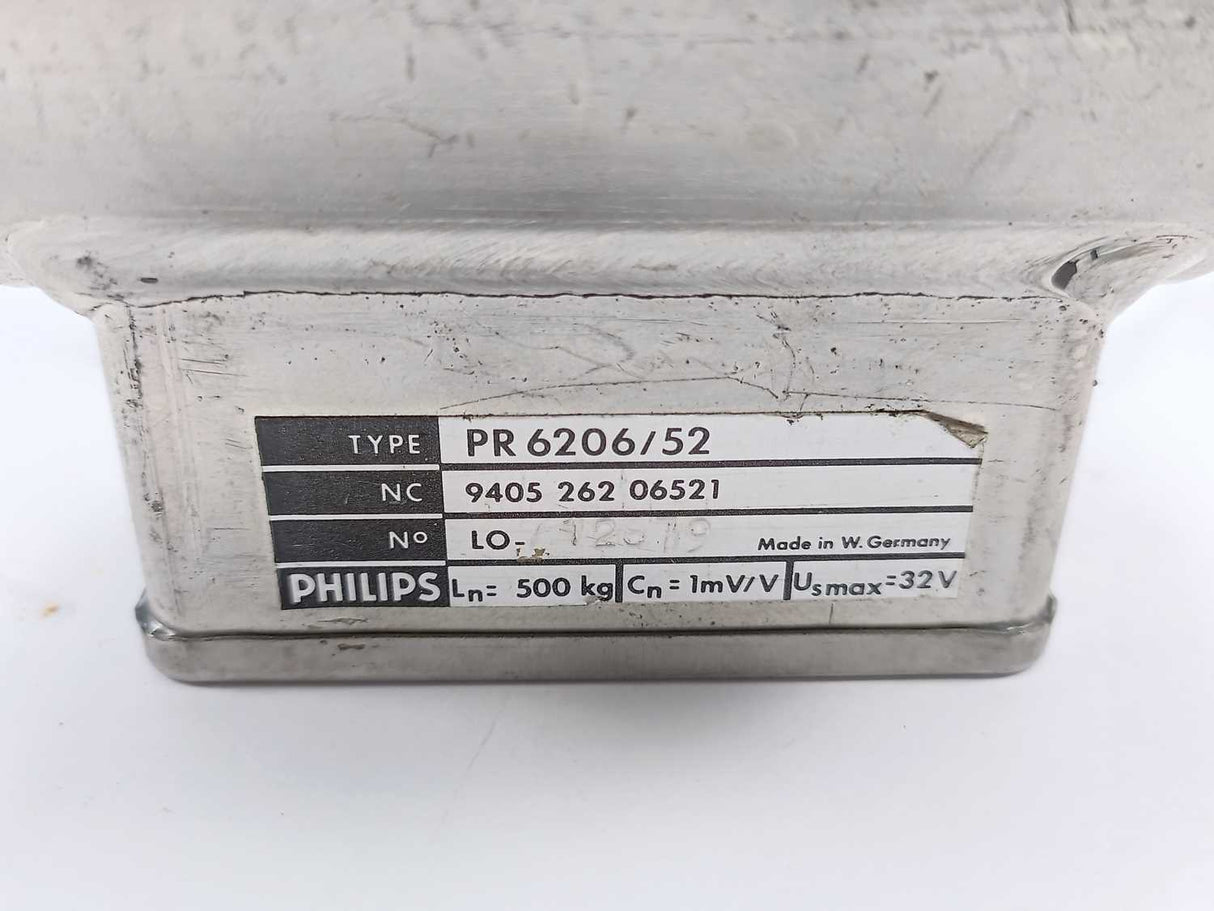 TYPE PR 6206/52
NC 9405 262 06521
Nº LO- Made in W. Germany
PHILIPS Ln= 500 kg Cn = 1mV/V Usmax=32V